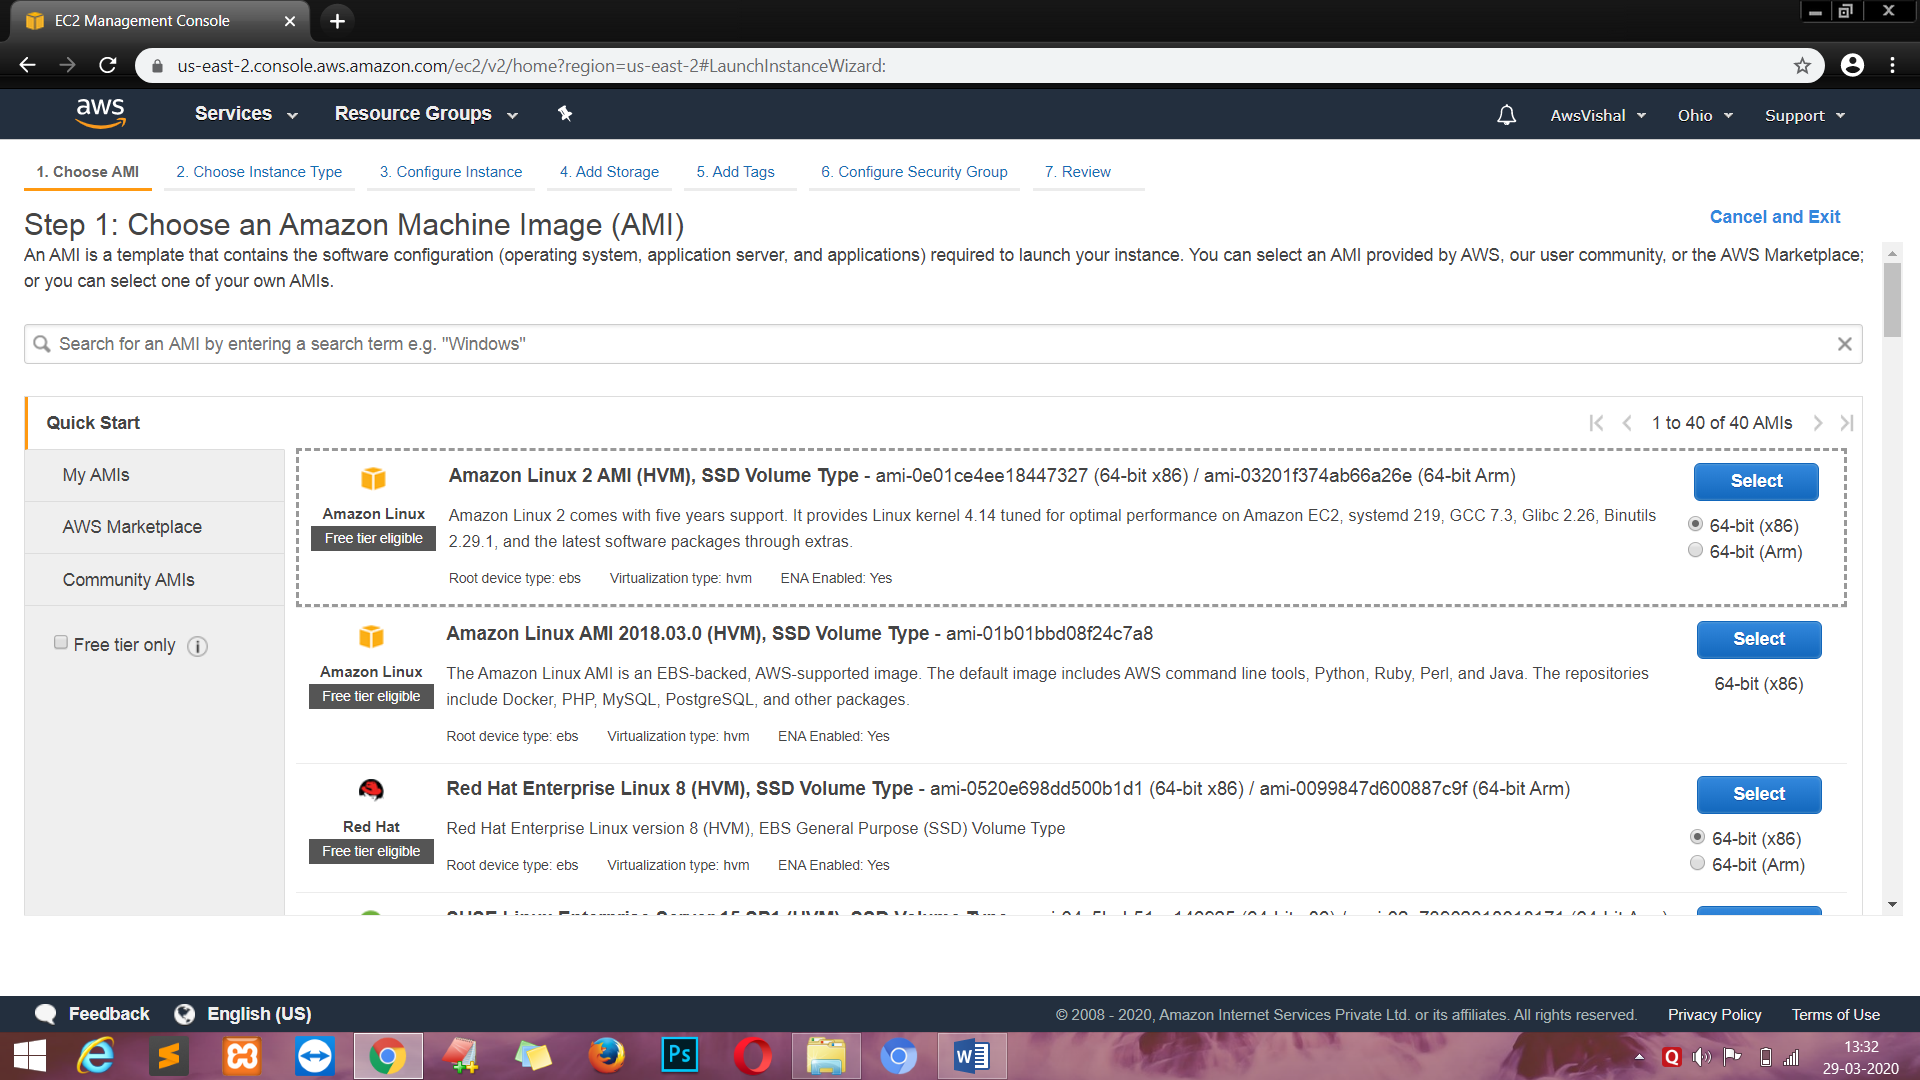 EC2 Management Console
us-east-2.console.aws.amazon.com/ec2/v2/home?region=us-east-2#LaunchInstanceWizard:
aws Services Resource Groups AwsVishal Ohio Support
1. Choose AMI 2. Choose Instance Type 3. Configure Instance 4. Add Storage 5. Add Tags 6. Configure Security Group 7. Review
Step 1: Choose an Amazon Machine Image (AMI)
Cancel and Exit
An AMI is a template that contains the software configuration (operating system, application server, and applications) required to launch your instance. You can select an AMI provided by AWS, our user community, or the AWS Marketplace;
or you can select one of your own AMIs.
Search for an AMI by entering a search term e.g. "Windows"
Quick Start
1 to 40 of 40 AMIs
My AMIs
AWS Marketplace
Community AMIs
Free tier only
Amazon Linux
Free tier eligible
Amazon Linux 2 AMI (HVM), SSD Volume Type - ami-0e01ce4ee18447327 (64-bit x86) / ami-03201f374ab66a26e (64-bit Arm)
Amazon Linux 2 comes with five years support. It provides Linux kernel 4.14 tuned for optimal performance on Amazon EC2, systemd 219, GCC 7.3, Glibc 2.26, Binutils
2.29.1, and the latest software packages through extras.
Root device type: ebs Virtualization type: hvm ENA Enabled: Yes
Select
64-bit (x86)
64-bit (Arm)
Amazon Linux
Free tier eligible
Amazon Linux AMI 2018.03.0 (HVM), SSD Volume Type - ami-01b01bbd08f24c7a8
The Amazon Linux AMI is an EBS-backed, AWS-supported image. The default image includes AWS command line tools, Python, Ruby, Perl, and Java. The repositories
include Docker, PHP, MySQL, PostgreSQL, and other packages.
Root device type: ebs Virtualization type: hvm ENA Enabled: Yes
Select
64-bit (x86)
Red Hat
Free tier eligible
Red Hat Enterprise Linux 8 (HVM), SSD Volume Type - ami-0520e698dd500b1d1 (64-bit x86) / ami-0099847d600887c9f (64-bit Arm)
Red Hat Enterprise Linux version 8 (HVM), EBS General Purpose (SSD) Volume Type
Root device type: ebs Virtualization type: hvm ENA Enabled: Yes
Select
64-bit (x86)
64-bit (Arm)
SUSE Linux Enterprise Server 15 SP1 (HVM), SSD Volume Type
Feedback English (US)
© 2008 - 2020, Amazon Internet Services Private Ltd. or its affiliates. All rights reserved. Privacy Policy Terms of Use
Ps
13:32
29-03-2020